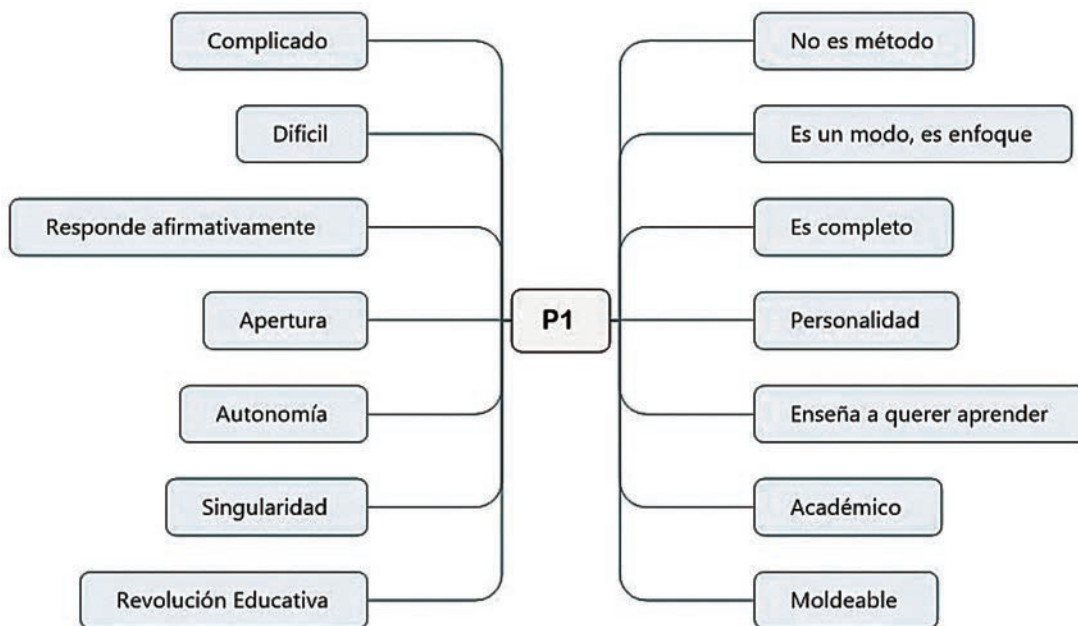 Complicado
Dificil
Responde afirmativamente
Apertura
Autonomía
Singularidad
Revolución Educativa
P1
No es método
Es un modo, es enfoque
Es completo
Personalidad
Enseña a querer aprender
Académico
Moldeable